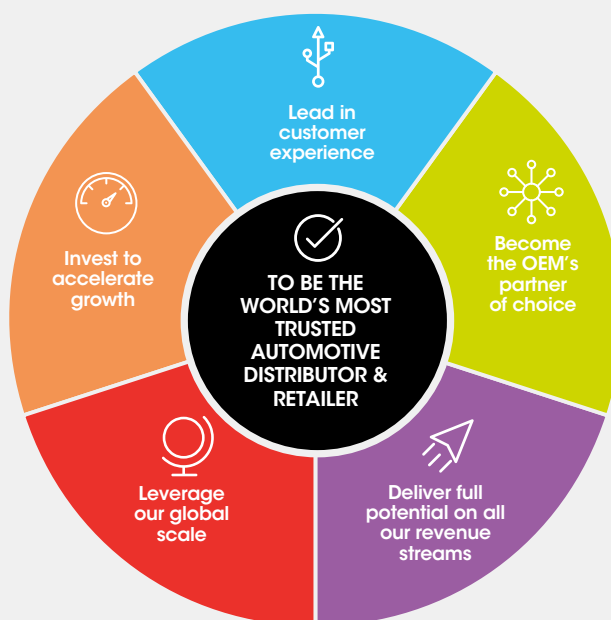 Lead in
customer
experience
Become
the OEM's
partner
of choice
Deliver full
potential on all
our revenue
streams
Leverage
our global
scale
Invest to
accelerate
growth
TO BE THE
WORLD'S MOST
TRUSTED
AUTOMOTIVE
DISTRIBUTOR &
RETAILER